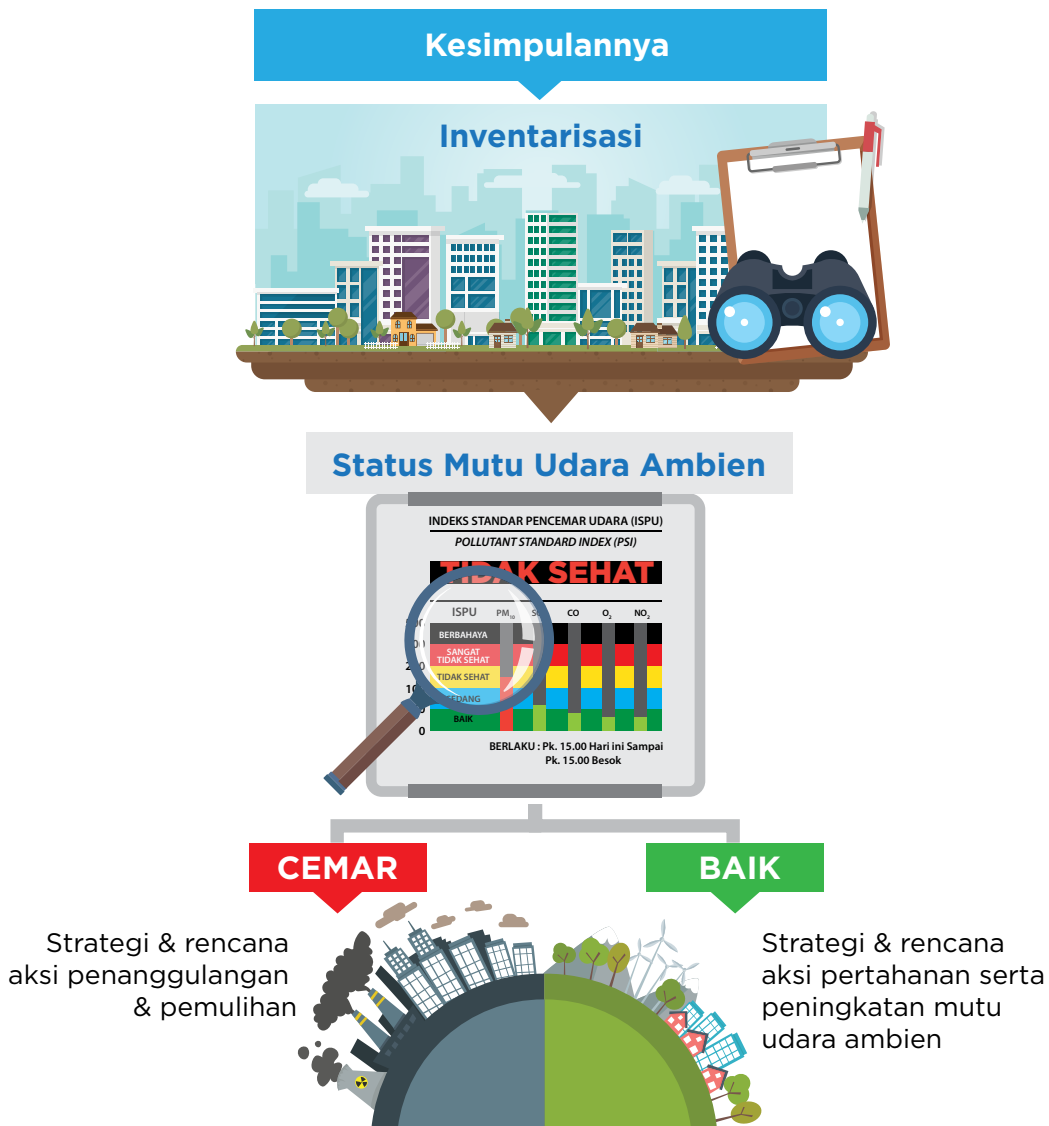 Kesimpulannya
Inventarisasi
Status Mutu Udara Ambien
INDEKS STANDAR PENCEMAR UDARA (ISPU)
POLLUTANT STANDARD INDEX (PSI)
TIDAK SEHAT
ISPU PM₁₀ CO O₂ NO₂
BERBAHAYA
SANGAT
TIDAK SEHAT
TIDAK SEHAT
SEDANG
BAIK
0
BERLAKU : Pk. 15.00 Hari ini Sampai
Pk. 15.00 Besok
CEMAR
Strategi & rencana
aksi penanggulangan
& pemulihan
BAIK
Strategi & rencana
aksi pertahanan serta
peningkatan mutu
udara ambien